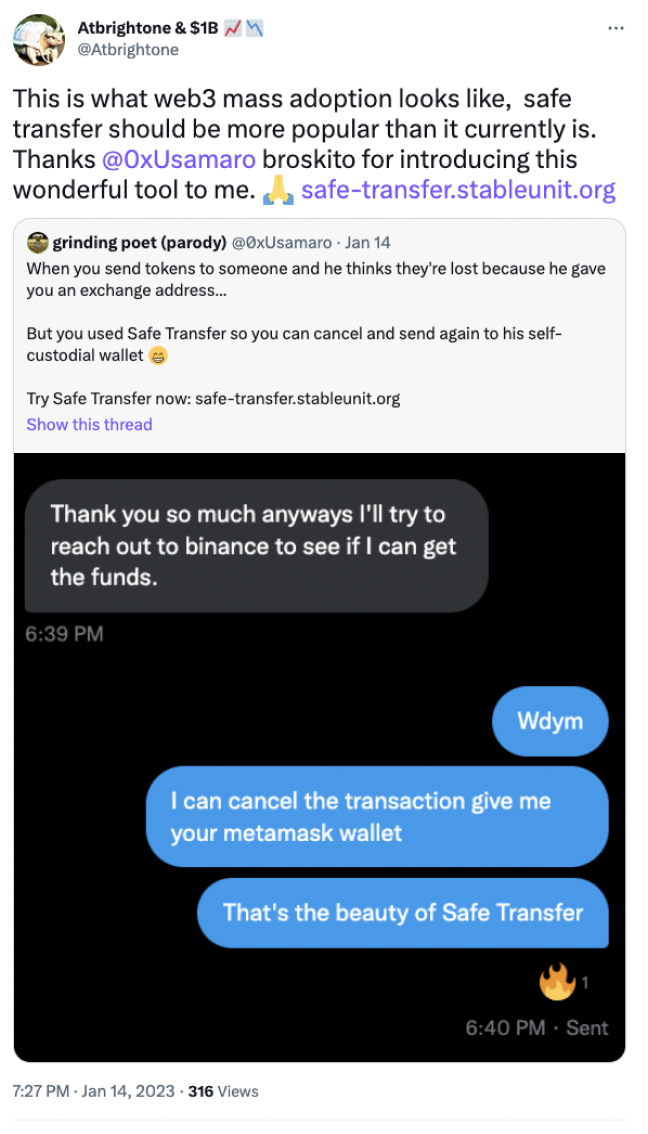 Atbrightone & $1B 📈📉
@Atbrightone
This is what web3 mass adoption looks like,  safe
transfer should be more popular than it currently is.
Thanks @0xUsamaro broskito for introducing this
wonderful tool to me. 🙏 safe-transfer.stableunit.org
grinding poet (parody) @0xUsamaro · Jan 14
When you send tokens to someone and he thinks they're lost because he gave
you an exchange address...
But you used Safe Transfer so you can cancel and send again to his self-
custodial wallet 😁
Try Safe Transfer now: safe-transfer.stableunit.org
Show this thread
Thank you so much anyways I'll try to
reach out to binance to see if I can get
the funds.
6:39 PM
Wdym
I can cancel the transaction give me
your metamask wallet
That's the beauty of Safe Transfer
🔥 1
6:40 PM · Sent
7:27 PM · Jan 14, 2023 · 316 Views